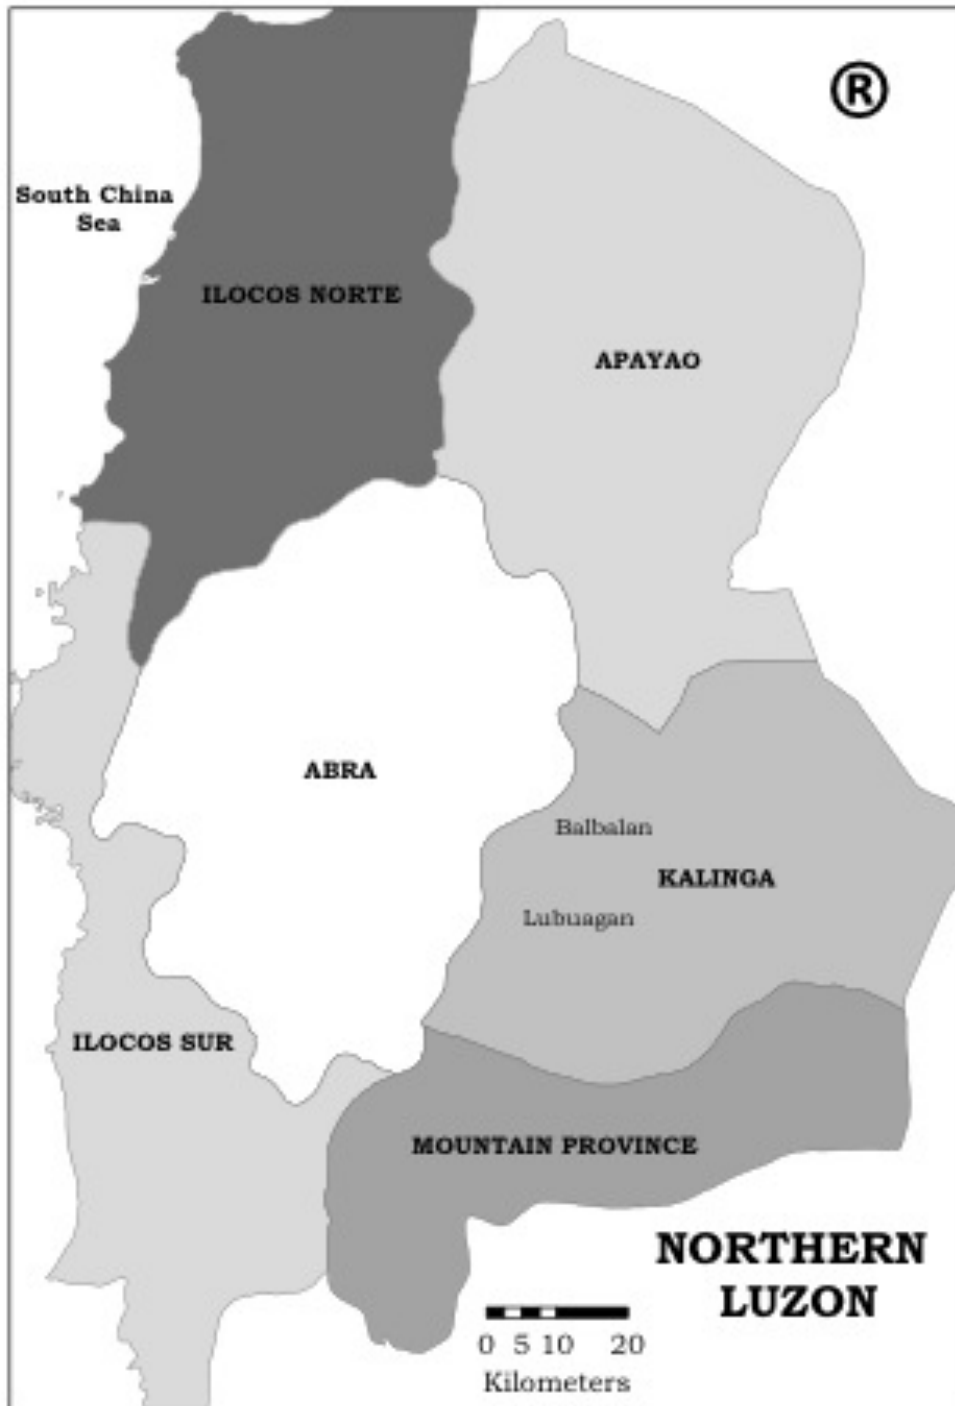 ®
South China
Sea
ILOCOS NORTE
APAYAO
ABRA
Balbalan
KALINGA
Lubuagan
ILOCOS SUR
MOUNTAIN PROVINCE
NORTHERN
LUZON
0 5 10 20
Kilometers